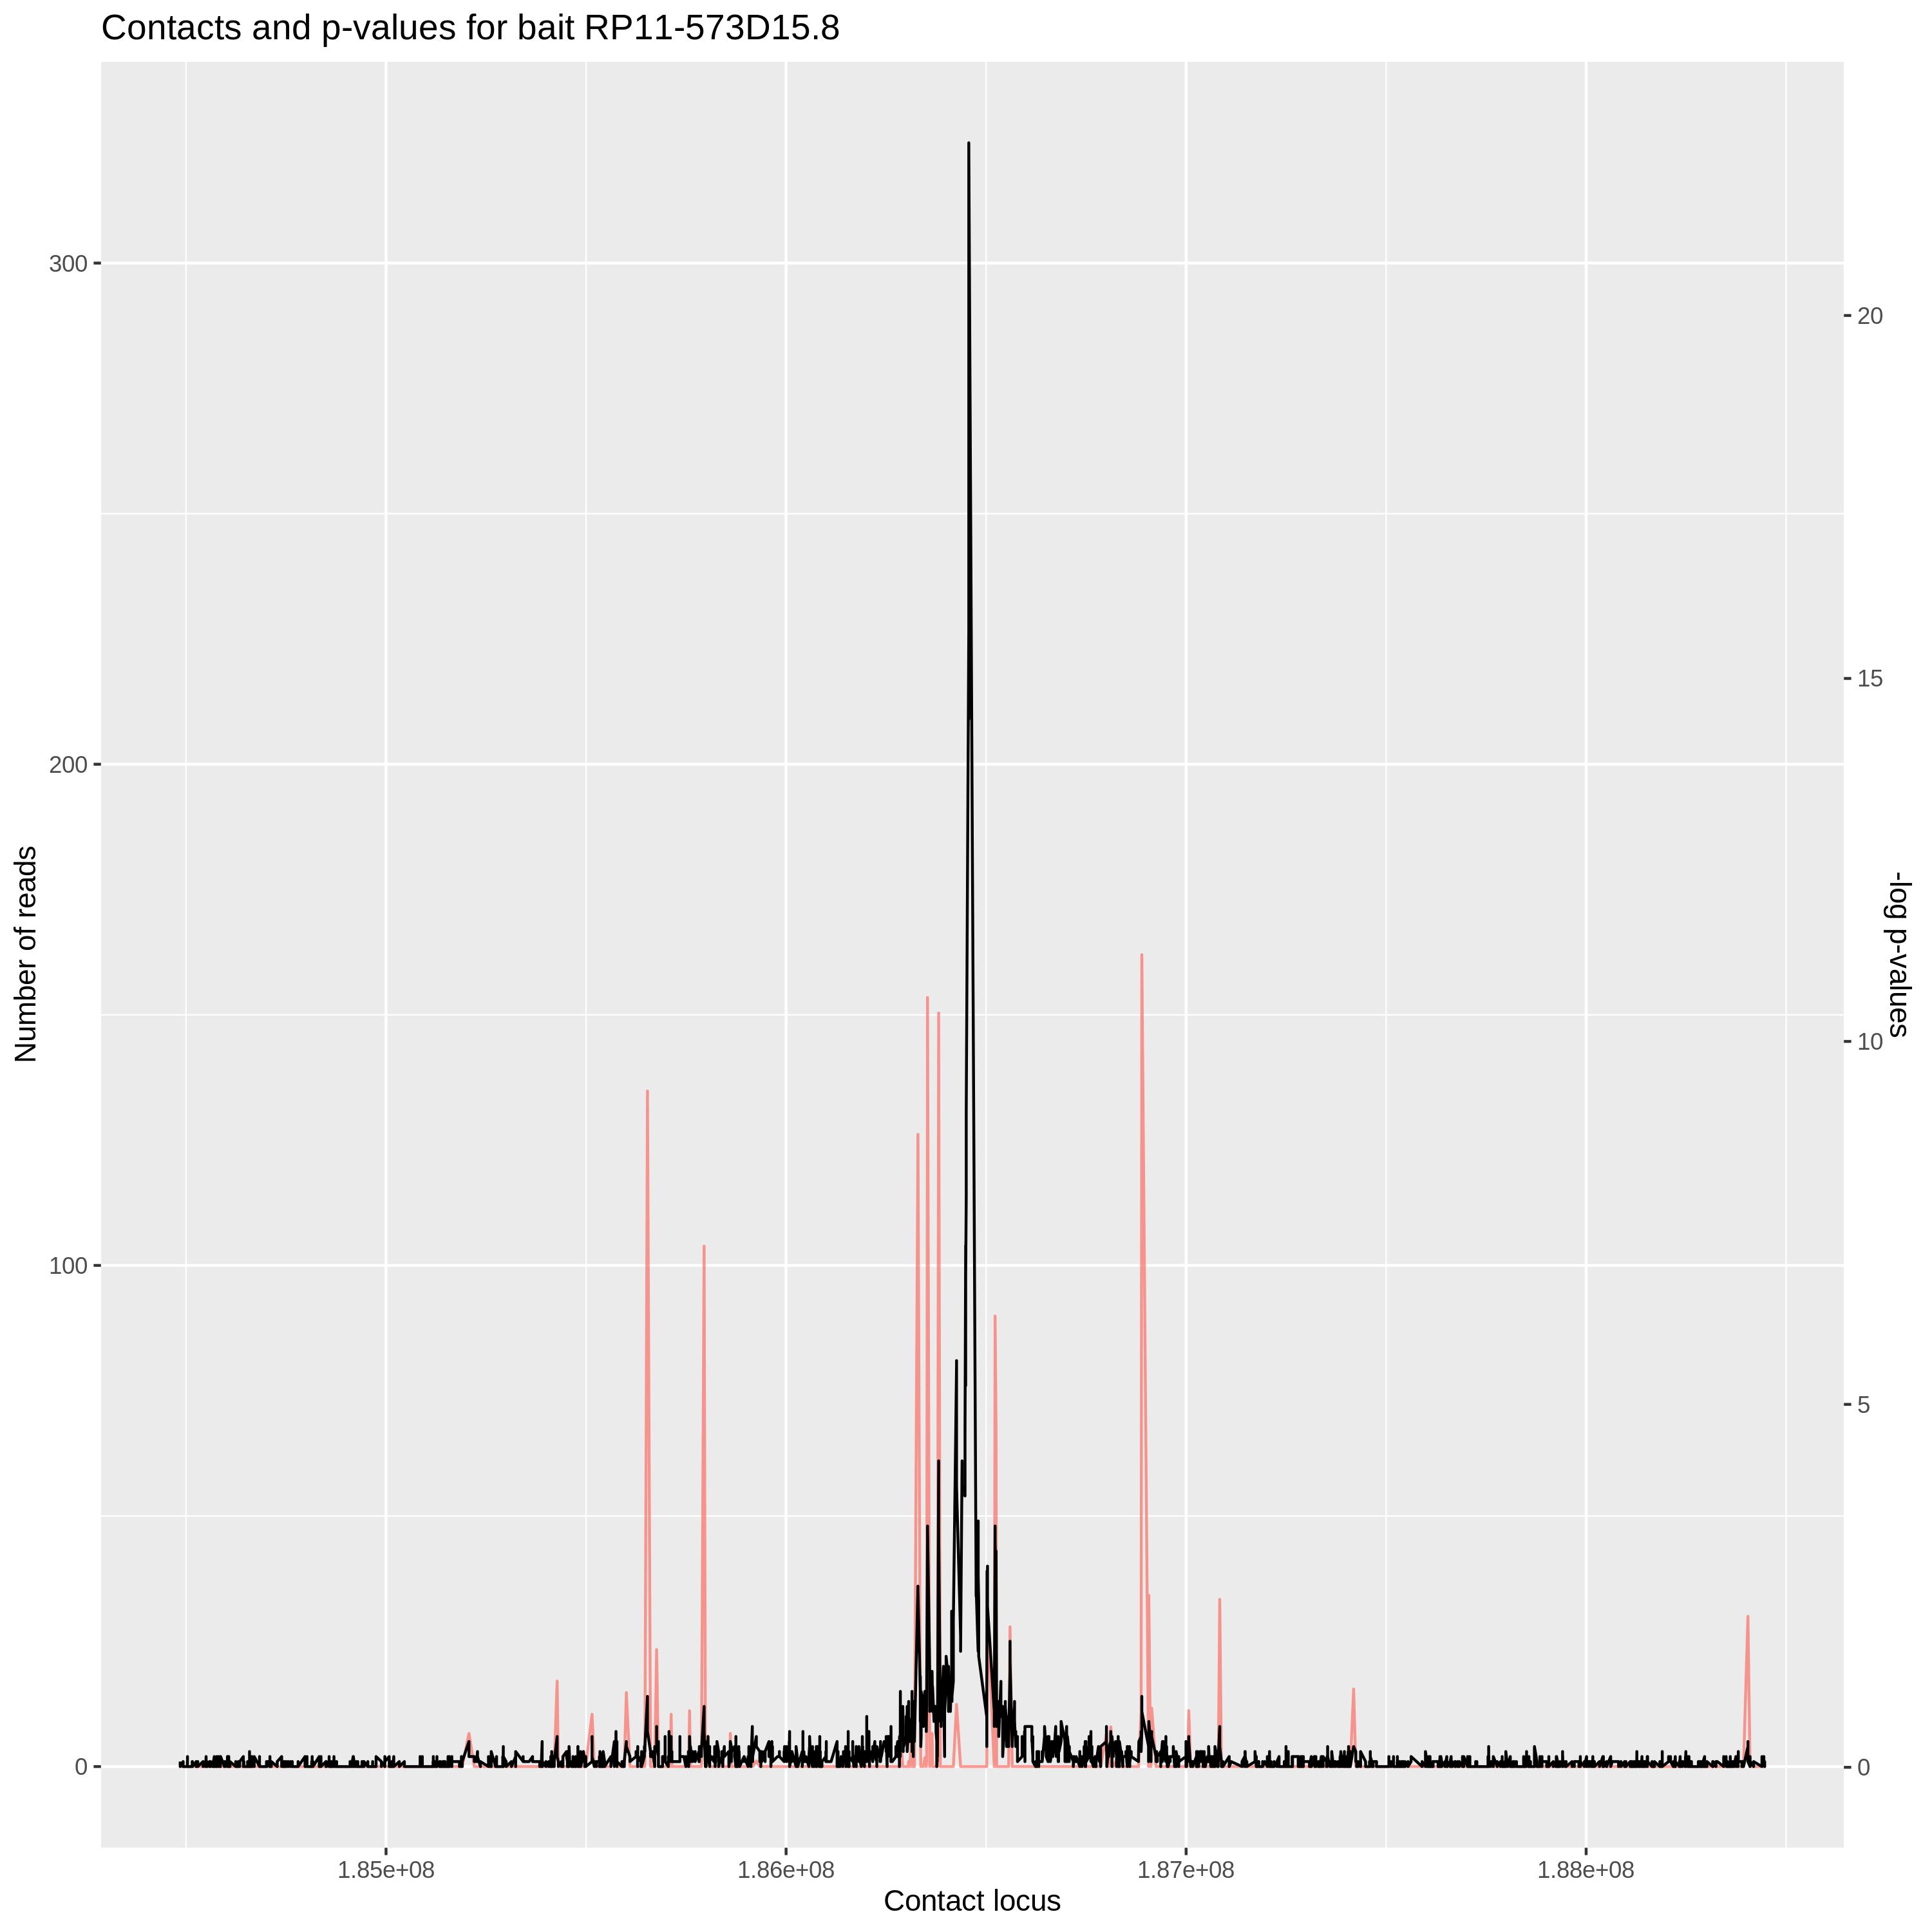 Contacts and p-values for bait RP11-573D15.8
300
200
100
0
Number of reads
20
15
10
5
0
-log p-values
1.85e+08
1.86e+08
1.87e+08
1.88e+08
Contact locus